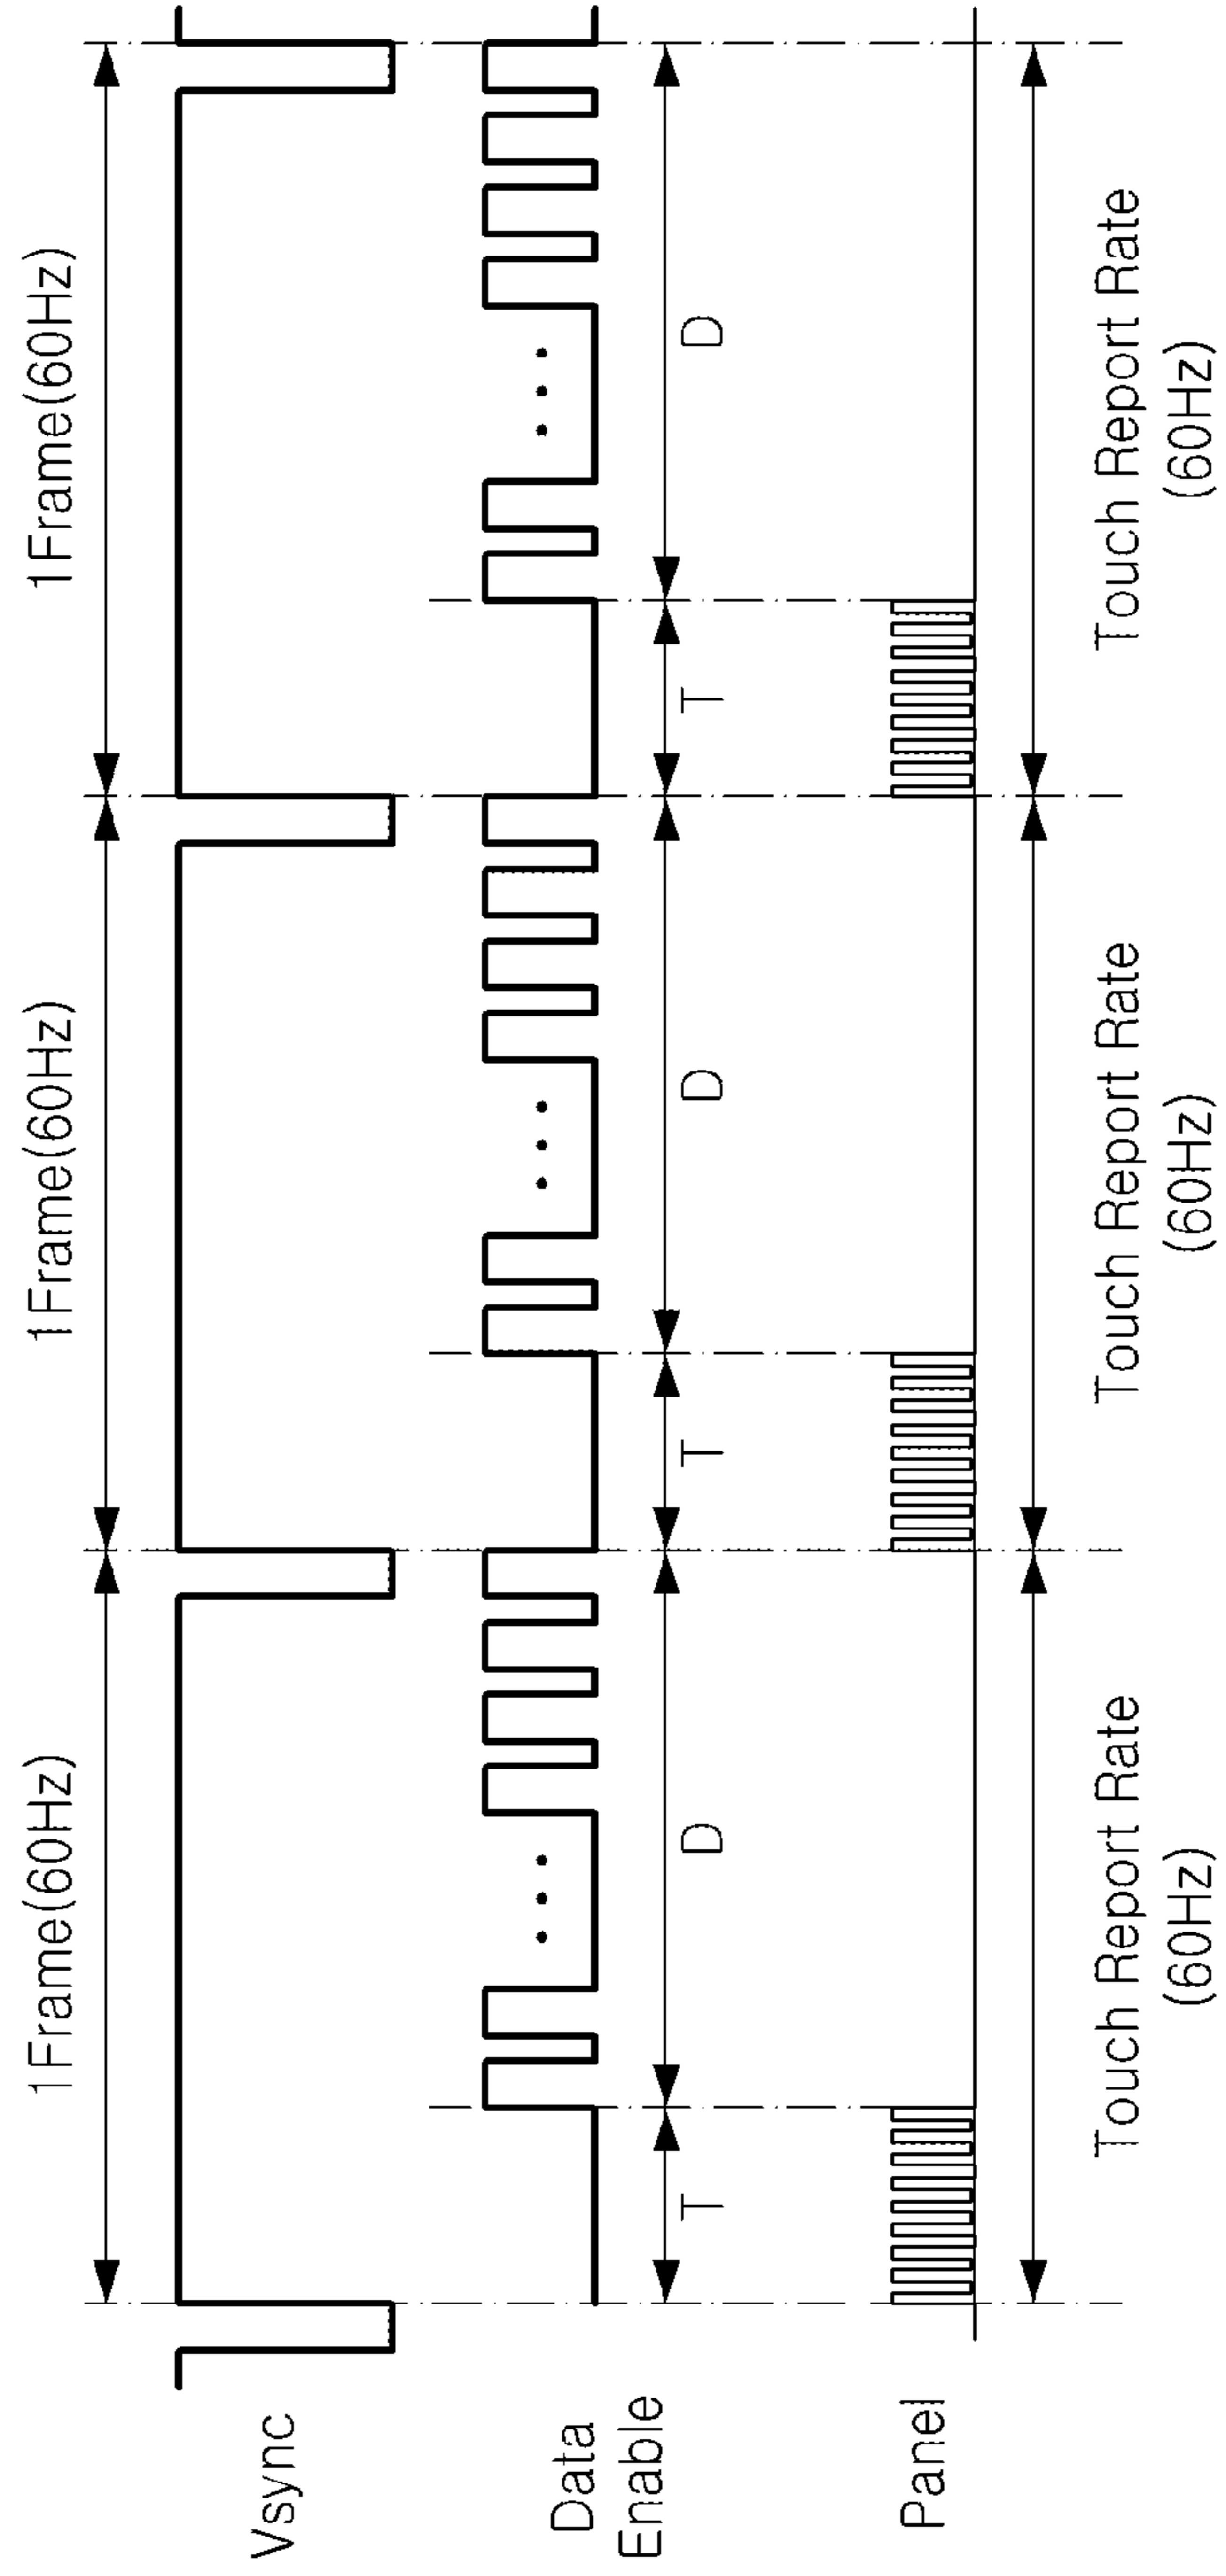 1Frame(60Hz)
1Frame(60Hz)
1Frame(60Hz)
Vsync
Data
Enable
T
D
T
D
T
D
Panel
Touch Report Rate
(60Hz)
Touch Report Rate
(60Hz)
Touch Report Rate
(60Hz)